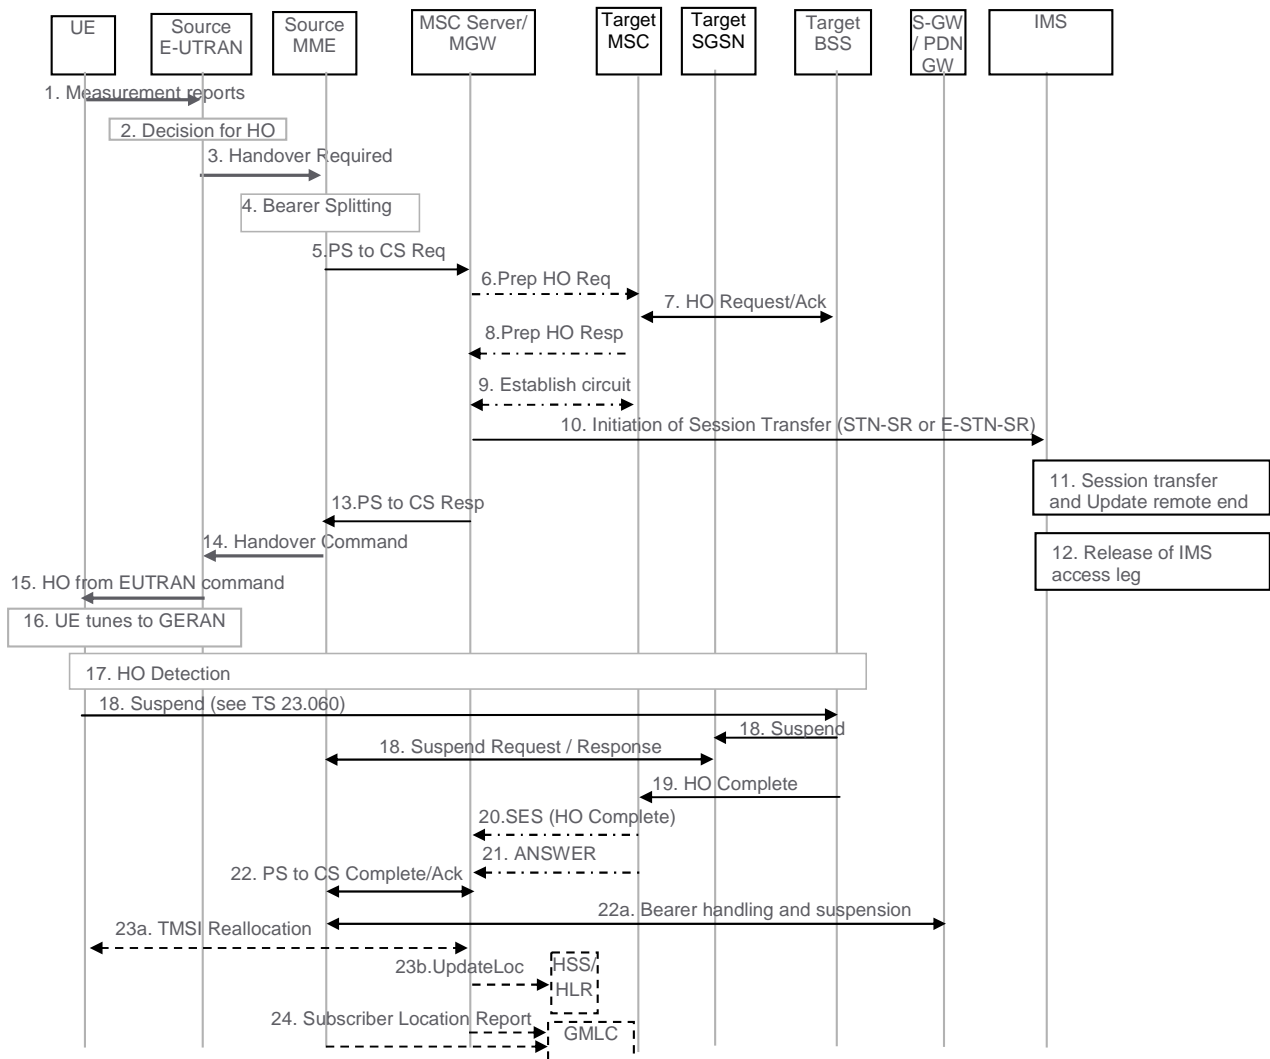 UE
Source
E-UTRAN
Source
MME
MSC Server/
MGW
Target
MSC
Target
SGSN
Target
BSS
S-GW
/ PDN
GW
IMS
1. Measurement reports
2. Decision for HO
3. Handover Required
4. Bearer Splitting
5.PS to CS Req
6.Prep HO Req
7. HO Request/Ack
8.Prep HO Resp
9. Establish circuit
10. Initiation of Session Transfer (STN-SR or E-STN-SR)
11. Session transfer
and Update remote end
13.PS to CS Resp
12. Release of IMS
access leg
14. Handover Command
15. HO from EUTRAN command
16. UE tunes to GERAN
17. HO Detection
18. Suspend (see TS 23.060)
18. Suspend
18. Suspend Request / Response
19. HO Complete
20.SES (HO Complete)
21. ANSWER
22. PS to CS Complete/Ack
22a. Bearer handling and suspension
23a. TMSI Reallocation
23b.UpdateLoc
HSS/
HLR
24. Subscriber Location Report
GMLC